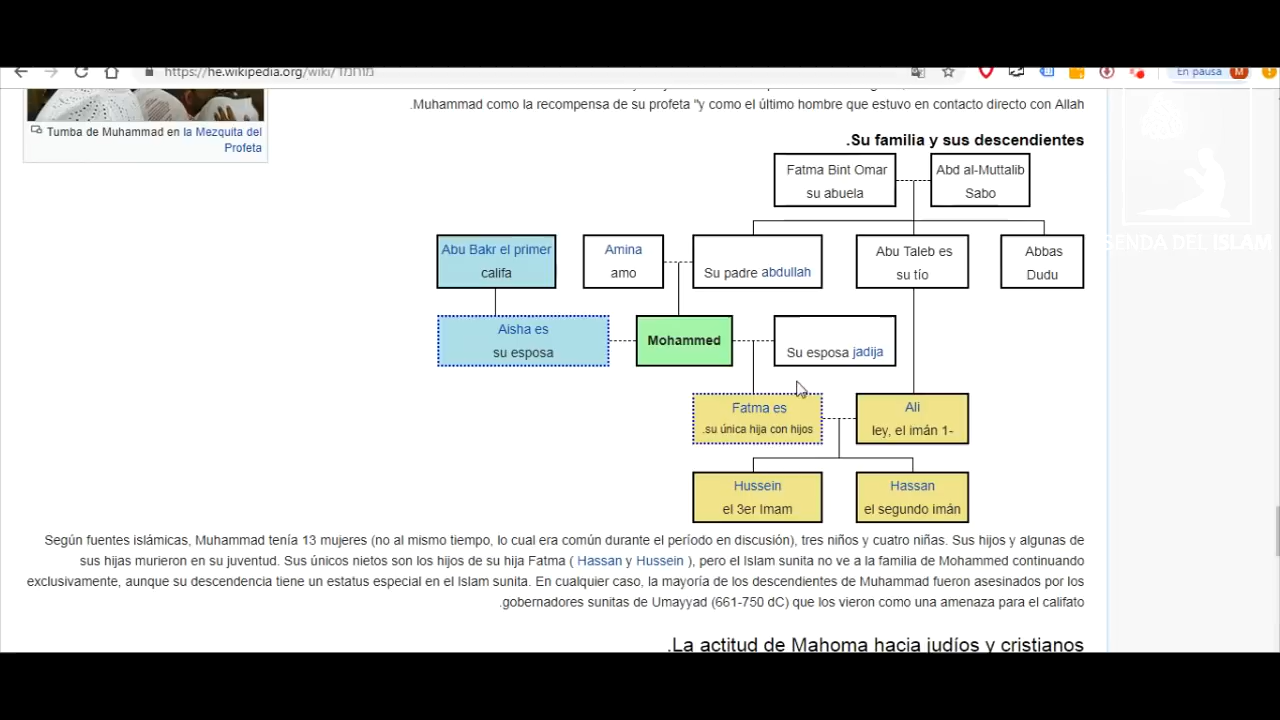 https://he.wikipedia.org/wiki/מוחמד
En pausa
M
.Muhammad como la recompensa de su profeta "y como el último hombre que estuvo en contacto directo con Allah
Tumba de Muhammad en la Mezquita del
Profeta
.Su familia y sus descendientes
Fatma Bint Omar
su abuela
Abd al-Muttalib
Sabo
SENDA DEL ISLAM
Abu Bakr el primer
califa
Amina
amo
Su padre abdullah
Abu Taleb es
su tío
Abbas
Dudu
Aisha es
su esposa
Mohammed
Su esposa jadija
Fatma es
.su única hija con hijos
Ali
ley, el imán 1-
Hussein
el 3er Imam
Hassan
el segundo imán
Según fuentes islámicas, Muhammad tenía 13 mujeres (no al mismo tiempo, lo cual era común durante el período en discusión), tres niños y cuatro niñas. Sus hijos y algunas de
sus hijas murieron en su juventud. Sus únicos nietos son los hijos de su hija Fatma ( Hassan y Hussein ), pero el Islam sunita no ve a la familia de Mohammed continuando
exclusivamente, aunque su descendencia tiene un estatus especial en el Islam sunita. En cualquier caso, la mayoría de los descendientes de Muhammad fueron asesinados por los
.gobernadores sunitas de Umayyad (661-750 dC) que los vieron como una amenaza para el califato
.La actitud de Mahoma hacia judíos y cristianos